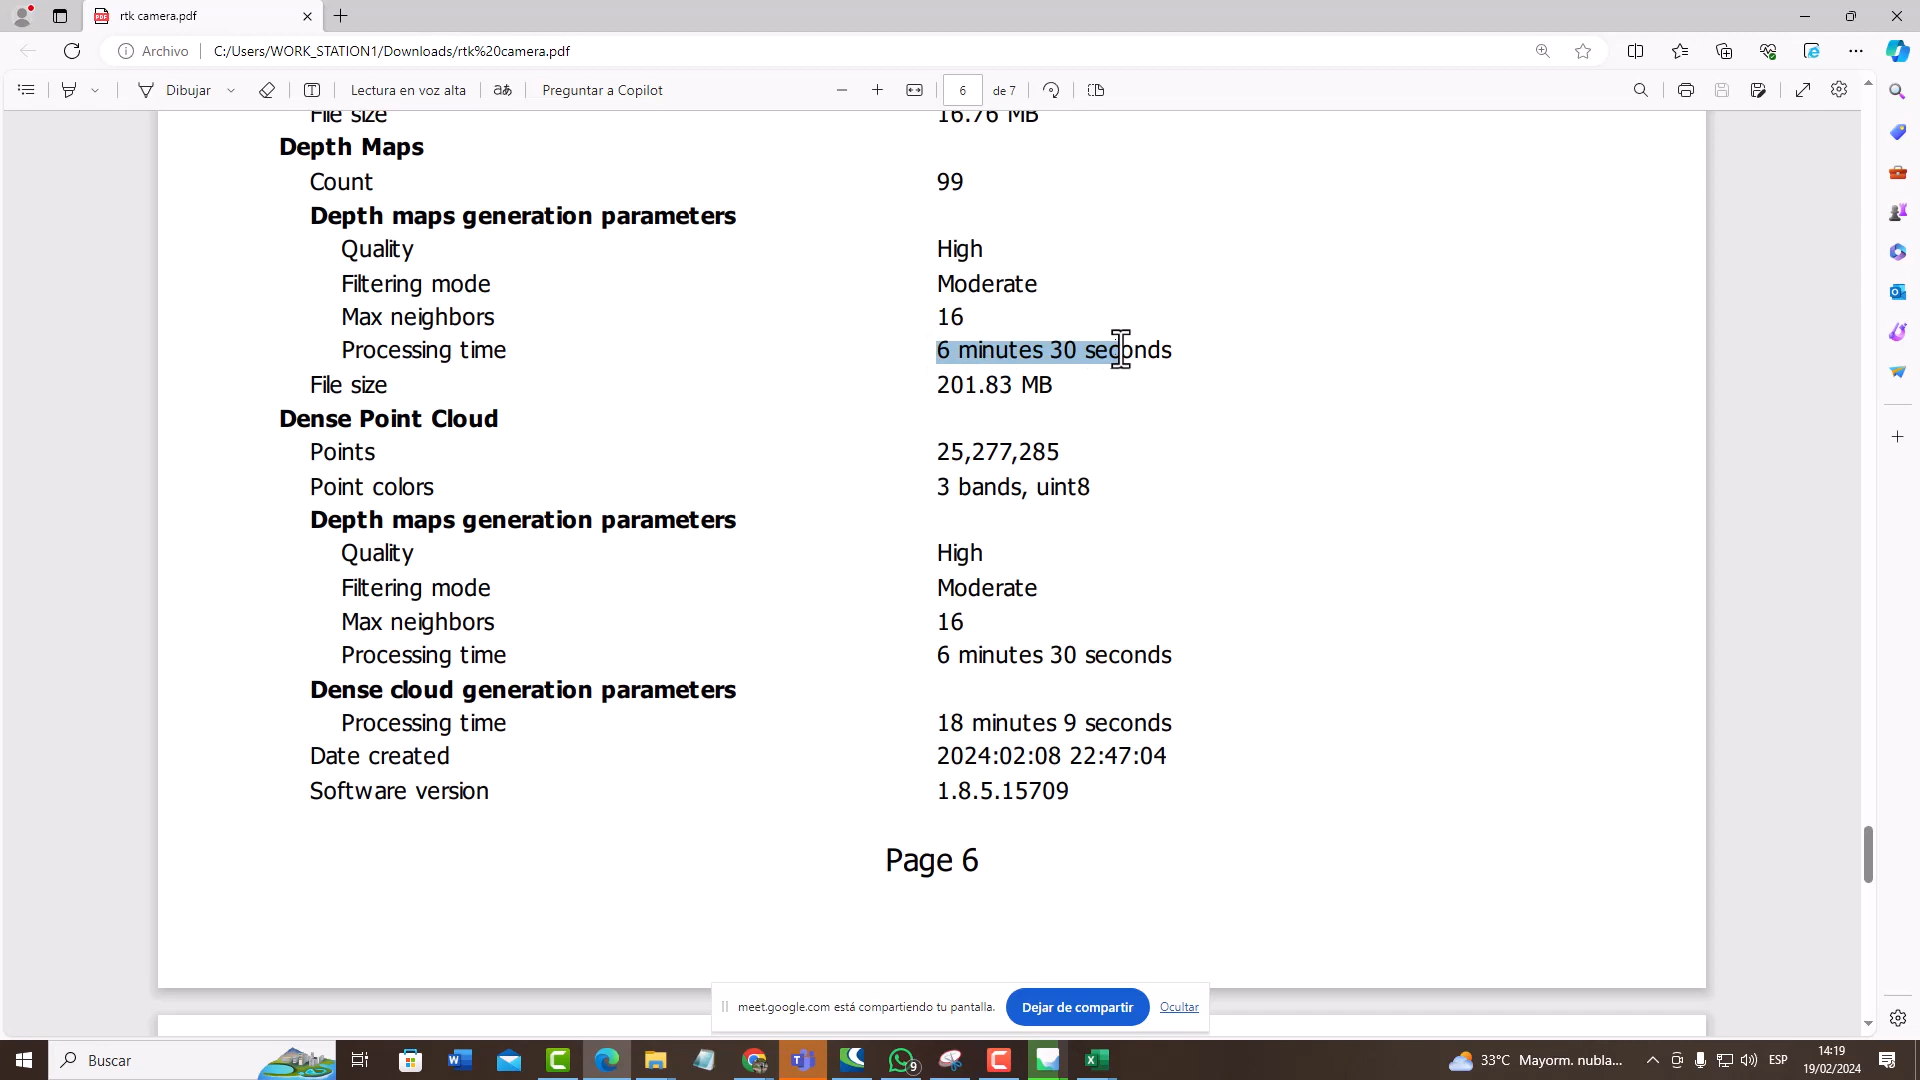 rtk camera.pdf
Archivo C:/Users/WORK_STATION1/Downloads/rtk%20camera.pdf
Dibujar Lectura en voz alta aあ Preguntar a Copilot 6 de 7
File size 16.76 MB
Depth Maps
Count 99
Depth maps generation parameters
Quality High
Filtering mode Moderate
Max neighbors 16
Processing time 6 minutes 30 seconds
File size 201.83 MB
Dense Point Cloud
Points 25,277,285
Point colors 3 bands, uint8
Depth maps generation parameters
Quality High
Filtering mode Moderate
Max neighbors 16
Processing time 6 minutes 30 seconds
Dense cloud generation parameters
Processing time 18 minutes 9 seconds
Date created 2024:02:08 22:47:04
Software version 1.8.5.15709
Page 6
meet.google.com está compartiendo tu pantalla. Dejar de compartir Ocultar
Buscar 9 33°C Mayorm. nubla... ESP 14:19
19/02/2024